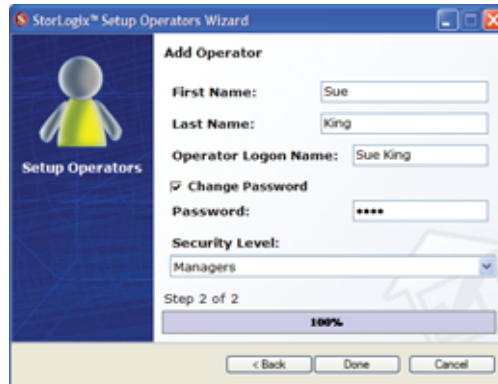 StorLogix™ Setup Operators Wizard
Add Operator
First Name: Sue
Last Name: King
Operator Logon Name: Sue King
Setup Operators
Change Password
Password: ••••
Security Level:
Managers
Step 2 of 2
100%
< Back Done Cancel